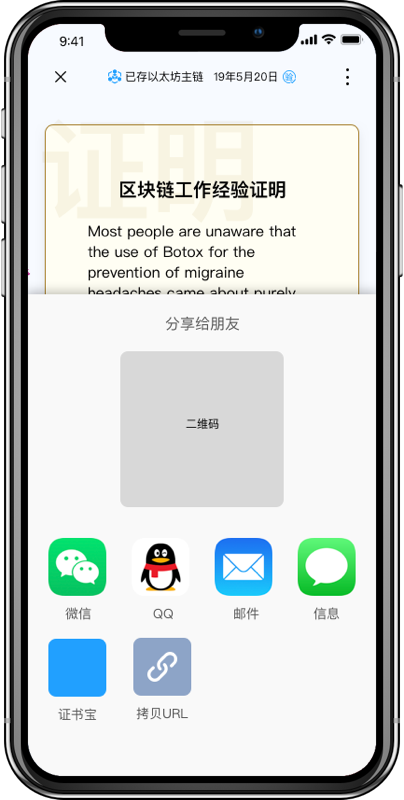 9:41
已存以太坊主链 19年5月20日 验
证明
区块链工作经验证明
Most people are unaware that
the use of Botox for the
prevention of migraine
headaches came about purely
分享给朋友
二维码
微信 QQ 邮件 信息
证书宝 拷贝URL